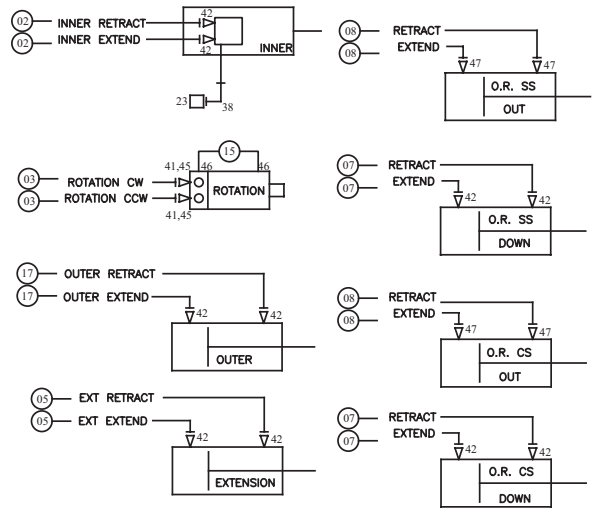 02 INNER RETRACT 42
02 INNER EXTEND 42
INNER
23 38
15
41,45 46 46
03 ROTATION CW
ROTATION
03 ROTATION CCW
41,45
17 OUTER RETRACT
17 OUTER EXTEND
42 42
OUTER
05 EXT RETRACT
05 EXT EXTEND
42 42
EXTENSION
08 RETRACT
08 EXTEND
47 47
O.R. SS
OUT
07 RETRACT
07 EXTEND
42 42
O.R. SS
DOWN
08 RETRACT
08 EXTEND
47 47
O.R. CS
OUT
07 RETRACT
07 EXTEND
42 42
O.R. CS
DOWN